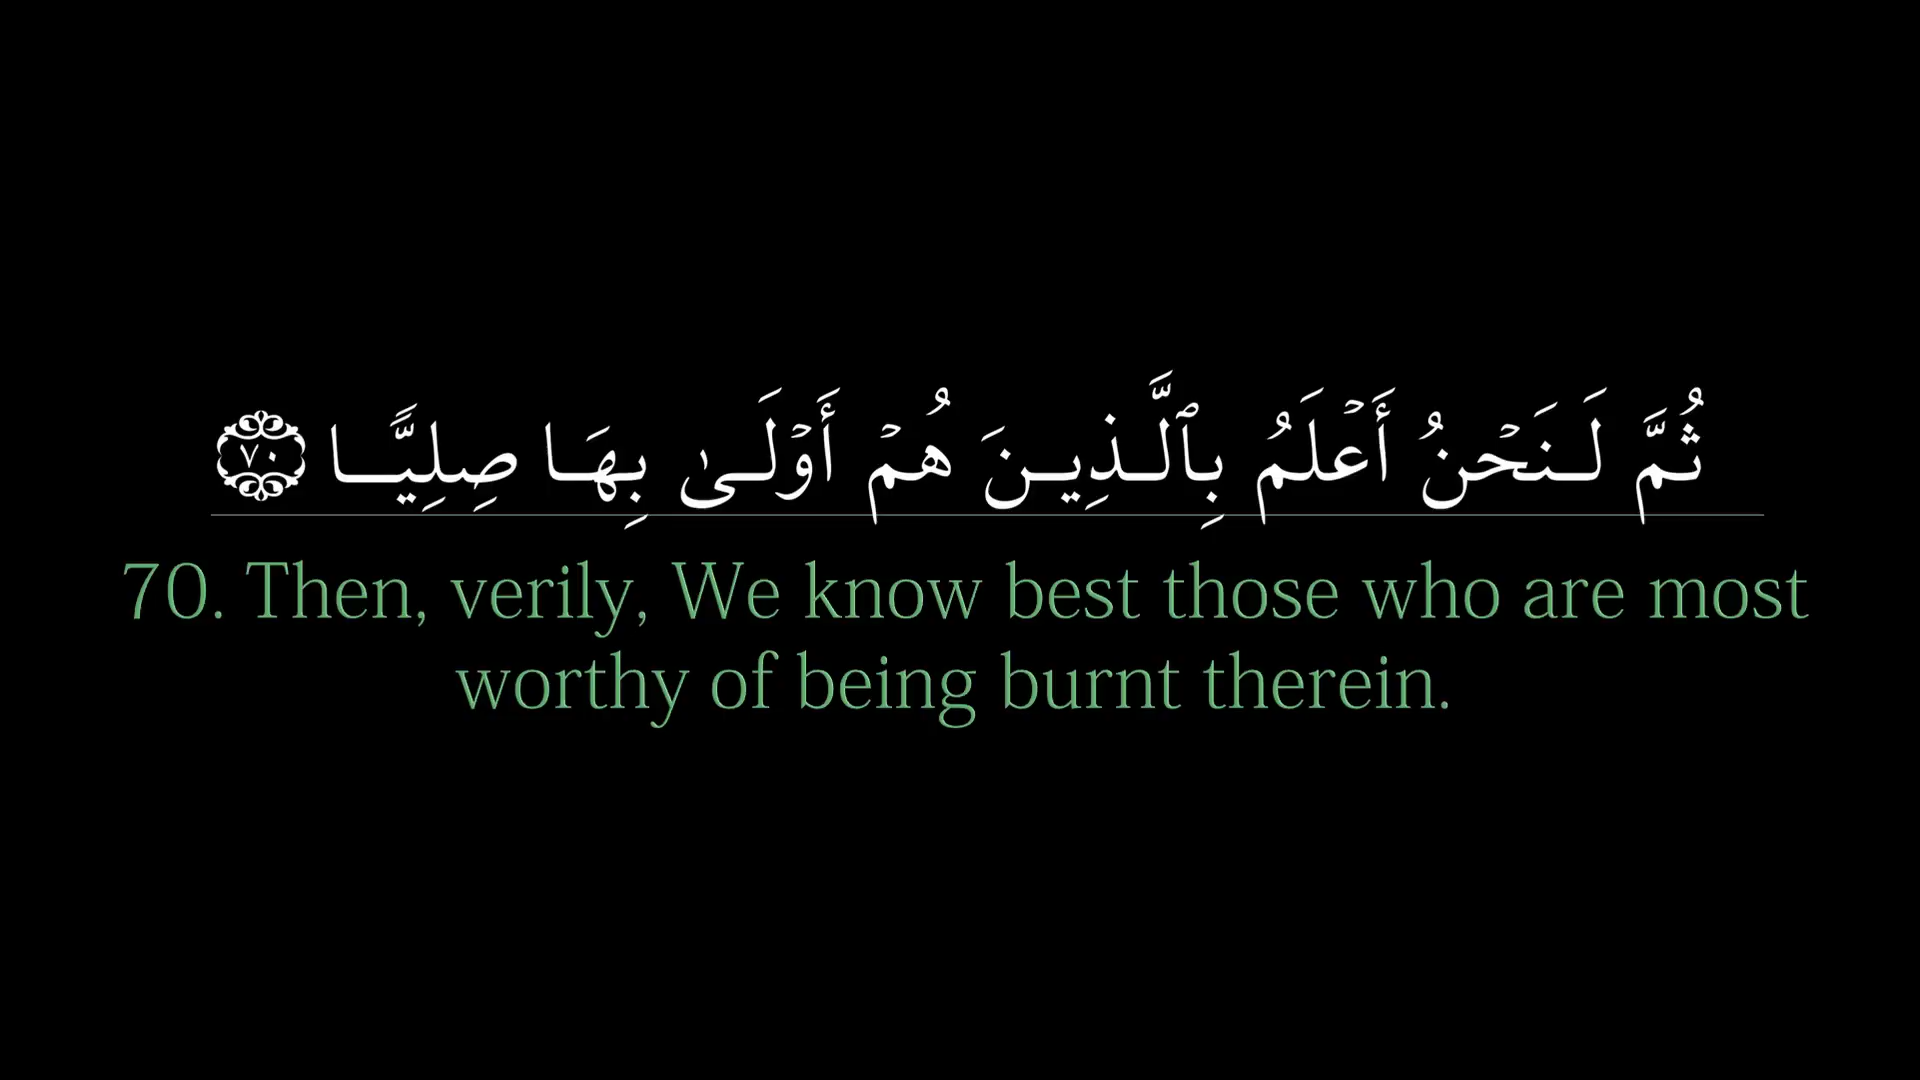 ثُمَّ لَنَحۡنُ أَعۡلَمُ بِٱلَّذِينَ هُمۡ أَوۡلَىٰ بِهَا صِلِيًّا ٧٠
70. Then, verily, We know best those who are most
worthy of being burnt therein.